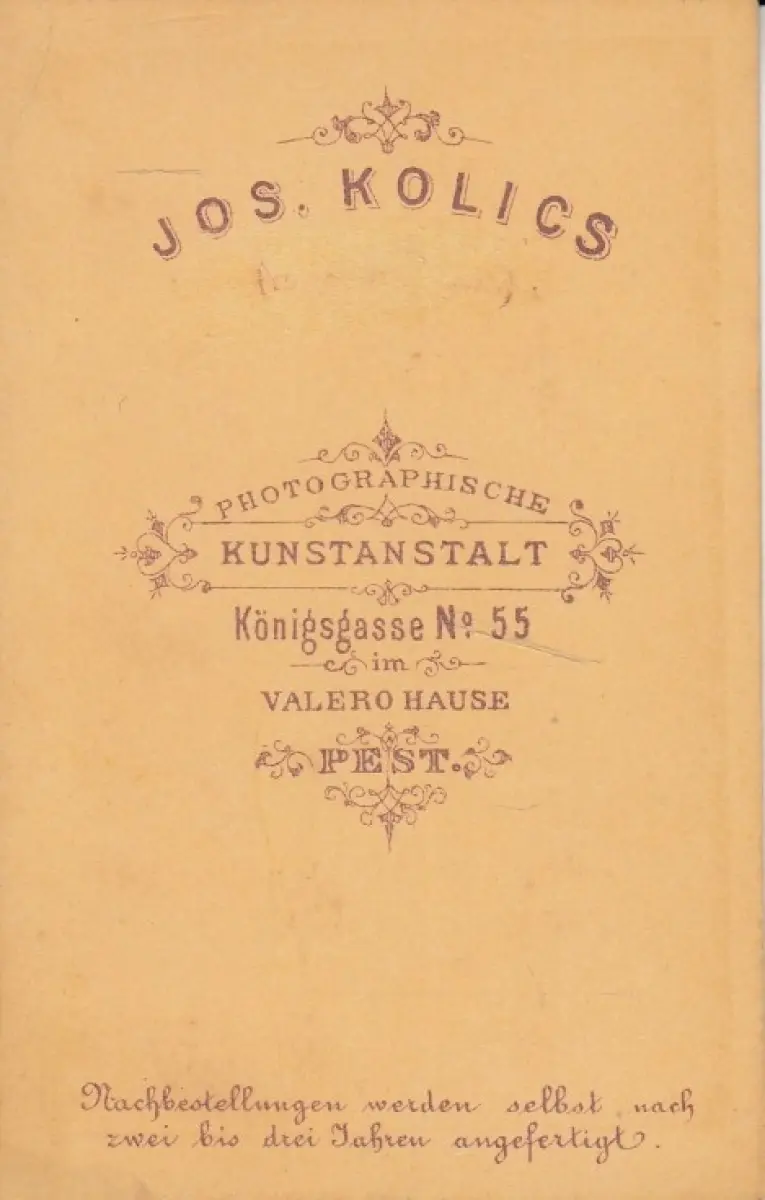 JOS. KOLICS
PHOTOGRAPHISCHE
KUNSTANSTALT
Königsgasse No. 55
im
VALERO HAUSE
PEST.
Nachbestellungen werden selbst nach
zwei bis drei Jahren angefertigt.